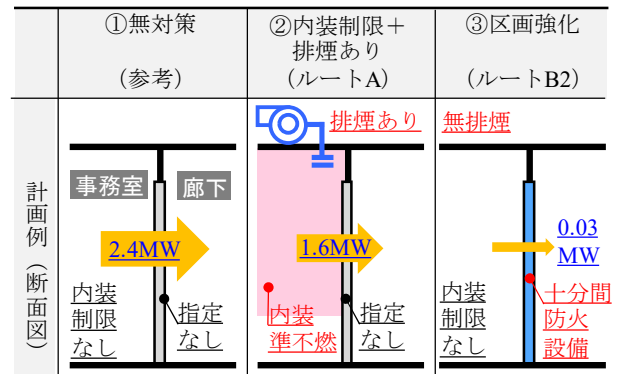 ①無対策
（参考）
②内装制限＋
排煙あり
（ルートA）
③区画強化
（ルートB2）
計画例（断面図）
事務室
廊下
2.4MW
内装
制限
なし
指定
なし
排煙あり
1.6MW
内装
準不燃
指定
なし
無排煙
0.03
MW
内装
制限
なし
十分間
防火
設備